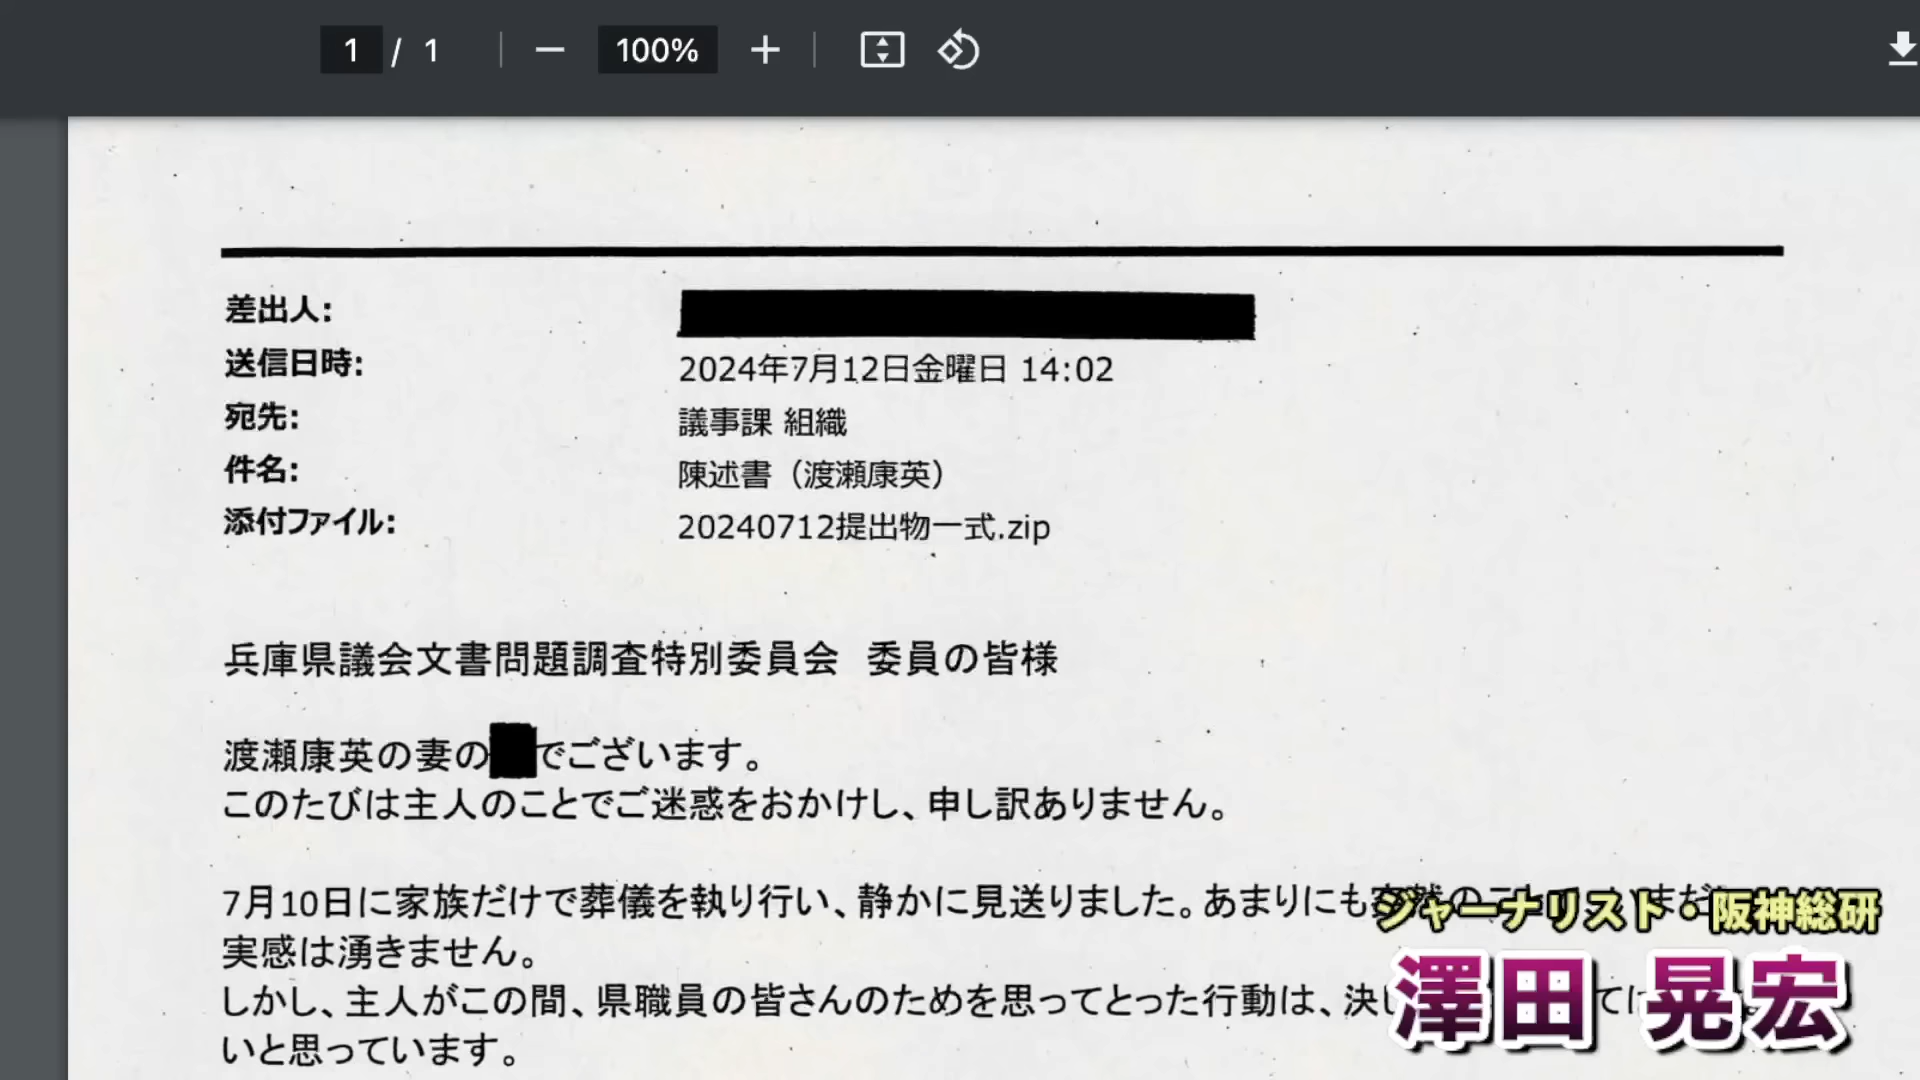 1 / 1
100%
差出人:
送信日時: 2024年7月12日金曜日 14:02
宛先: 議事課 組織
件名: 陳述書（渡瀬康英）
添付ファイル: 20240712提出物一式.zip
兵庫県議会文書問題調査特別委員会　委員の皆様
渡瀬康英の妻の
でございます。
このたびは主人のことでご迷惑をおかけし、申し訳ありません。
7月10日に家族だけで葬儀を執り行い、静かに見送りました。あまりにも
実感は湧きません。
しかし、主人がこの間、県職員の皆さんのためを思ってとった行動は、決し
いと思っています。
ジャーナリスト・阪神総研
澤田 晃宏